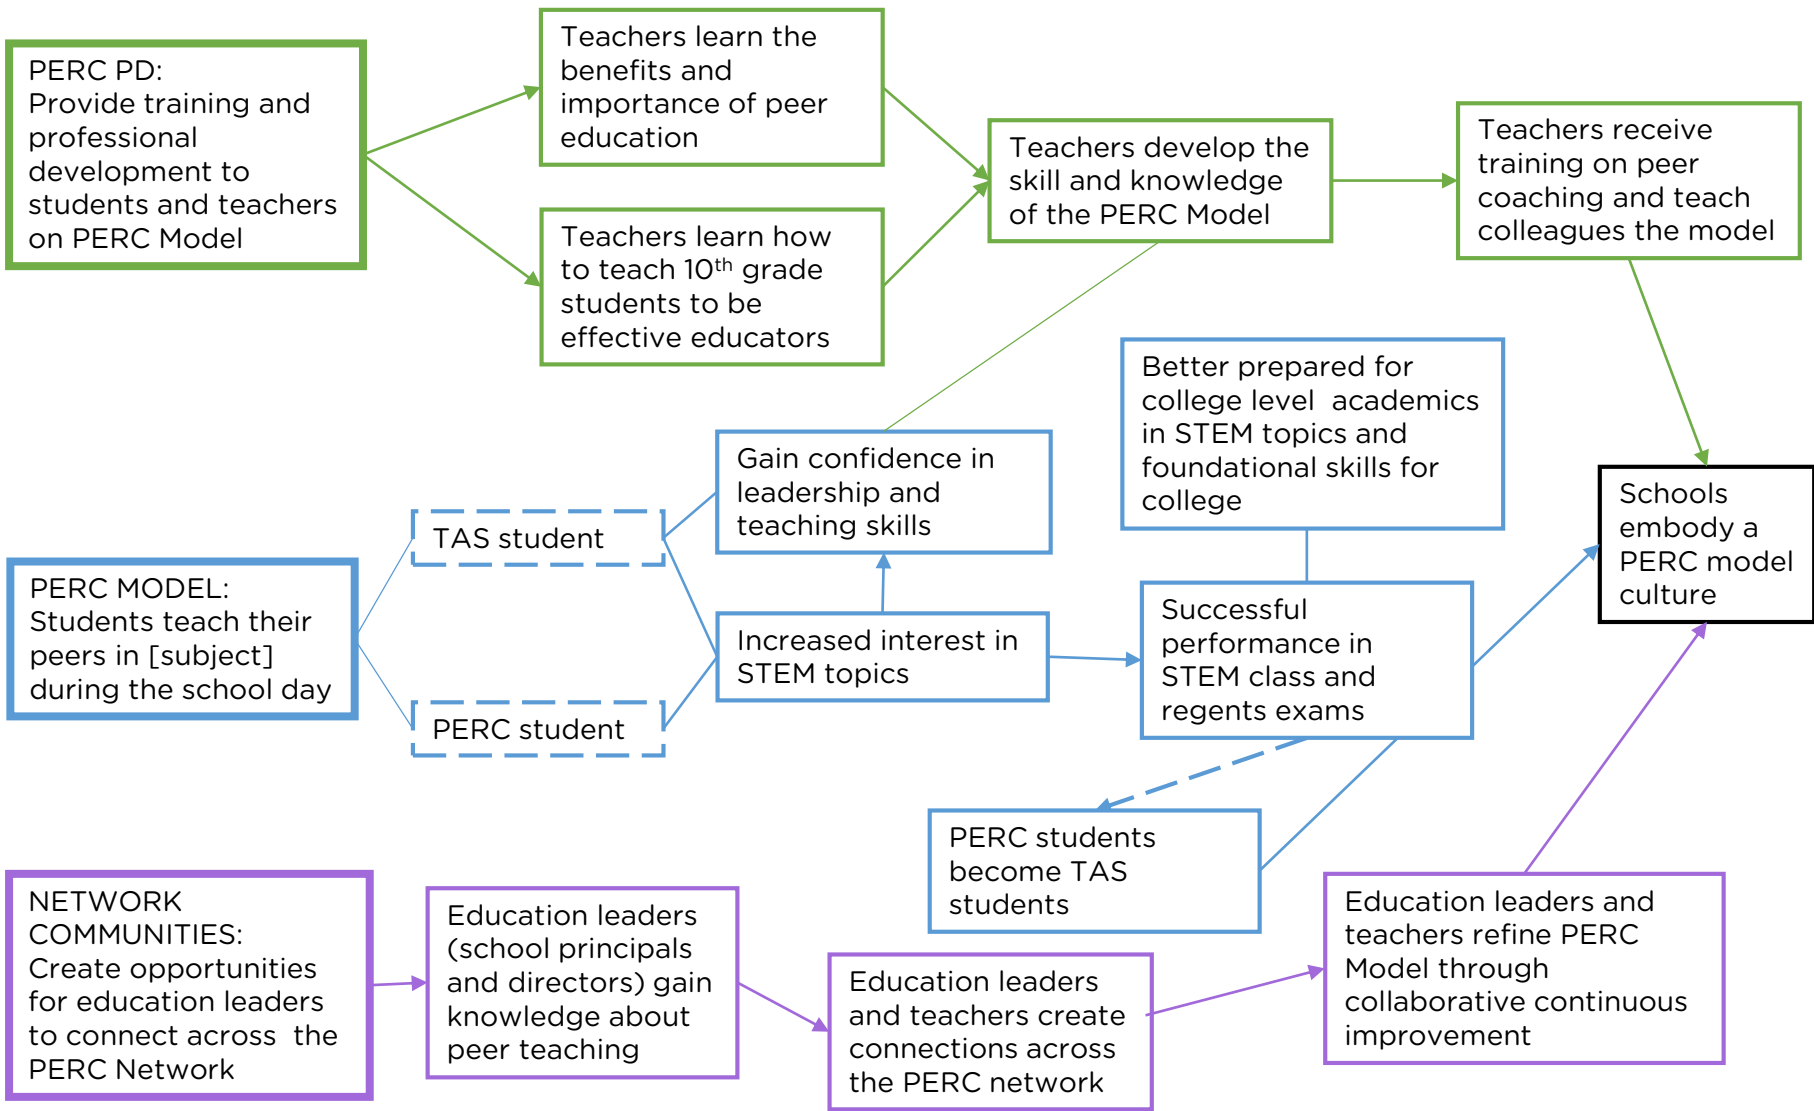 PERC PD:
Provide training and
professional
development to
students and teachers
on PERC Model
Teachers learn the
benefits and
importance of peer
education
Teachers learn how
to teach 10th grade
students to be
effective educators
Teachers develop the
skill and knowledge
of the PERC Model
Teachers receive
training on peer
coaching and teach
colleagues the model
PERC MODEL:
Students teach their
peers in [subject]
during the school day
TAS student
PERC student
Gain confidence in
leadership and
teaching skills
Increased interest in
STEM topics
Better prepared for
college level  academics
in STEM topics and
foundational skills for
college
Successful
performance in
STEM class and
regents exams
PERC students
become TAS
students
Schools
embody a
PERC model
culture
NETWORK
COMMUNITIES:
Create opportunities
for education leaders
to connect across  the
PERC Network
Education leaders
(school principals
and directors) gain
knowledge about
peer teaching
Education leaders
and teachers create
connections across
the PERC network
Education leaders and
teachers refine PERC
Model through
collaborative continuous
improvement